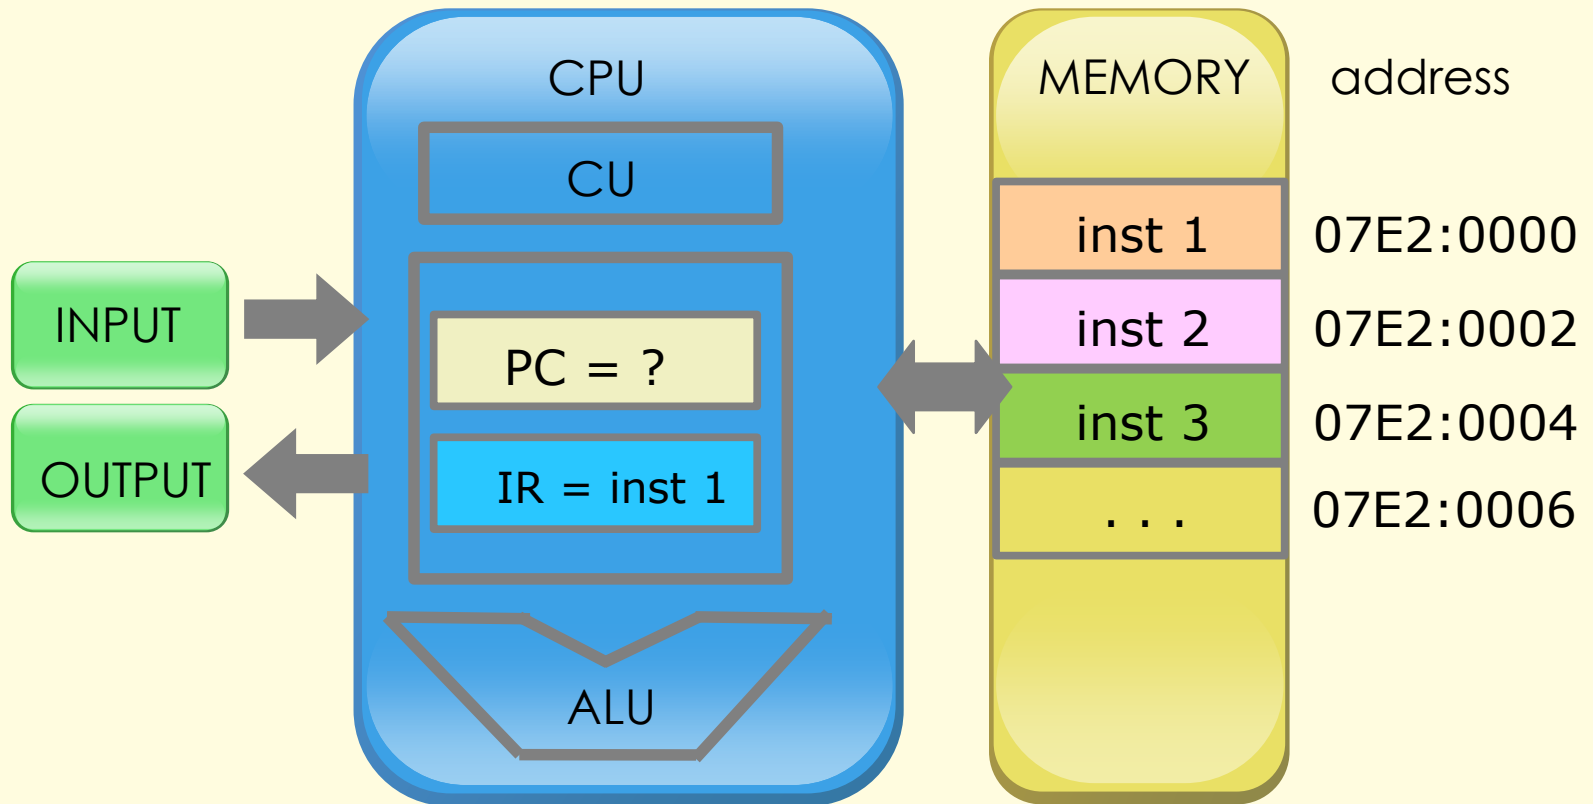 CPU
CU
INPUT
OUTPUT
PC = ?
IR = inst 1
ALU
MEMORY address
inst 1 07E2:0000
inst 2 07E2:0002
inst 3 07E2:0004
. . . 07E2:0006